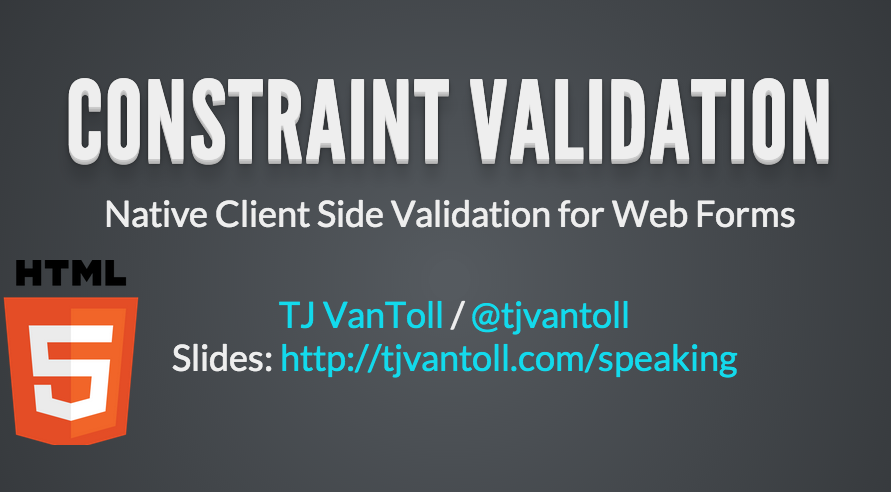 CONSTRAINT VALIDATION
Native Client Side Validation for Web Forms
HTML
5
TJ VanToll / @tjvantoll
Slides: http://tjvantoll.com/speaking